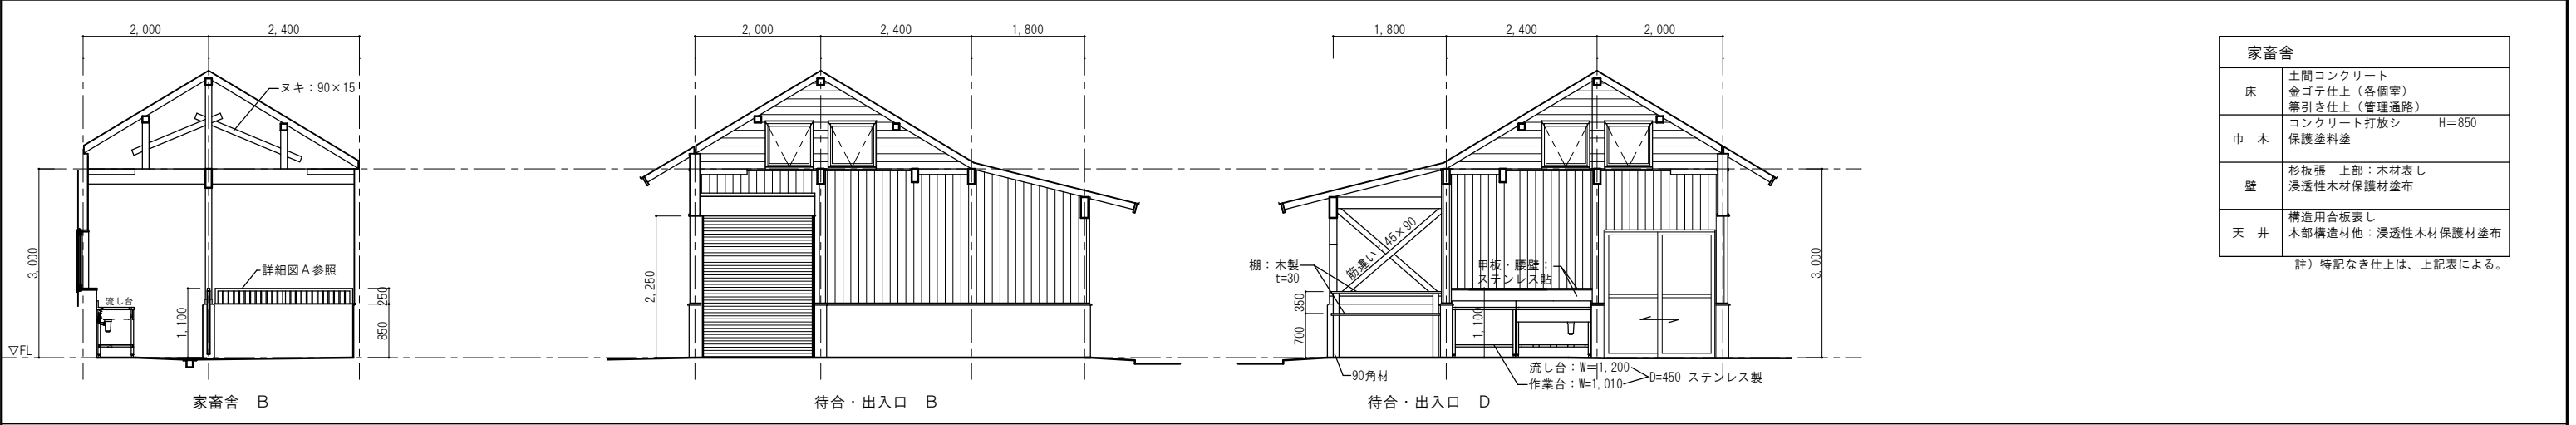 2,000
2,400
ヌキ：90×15
3,000
詳細図A参照
流し台
1,100
250
850
▽FL
家畜舎　B
2,000
2,400
1,800
2,250
待合・出入口　B
1,800
2,400
2,000
筋違い：45×90
棚：木製
t=30
甲板・腰壁：
ステンレス貼
350
700
1,100
3,000
90角材
流し台：W=1,200
作業台：W=1,010
D=450 ステンレス製
待合・出入口　D
家畜舎
床
土間コンクリート
金ゴテ仕上（各個室）
箒引き仕上（管理通路）
巾　木
コンクリート打放シ　　H=850
保護塗料塗
壁
杉板張　上部：木材表し
浸透性木材保護材塗布
天　井
構造用合板表し
木部構造材他：浸透性木材保護材塗布
註）特記なき仕上は、上記表による。